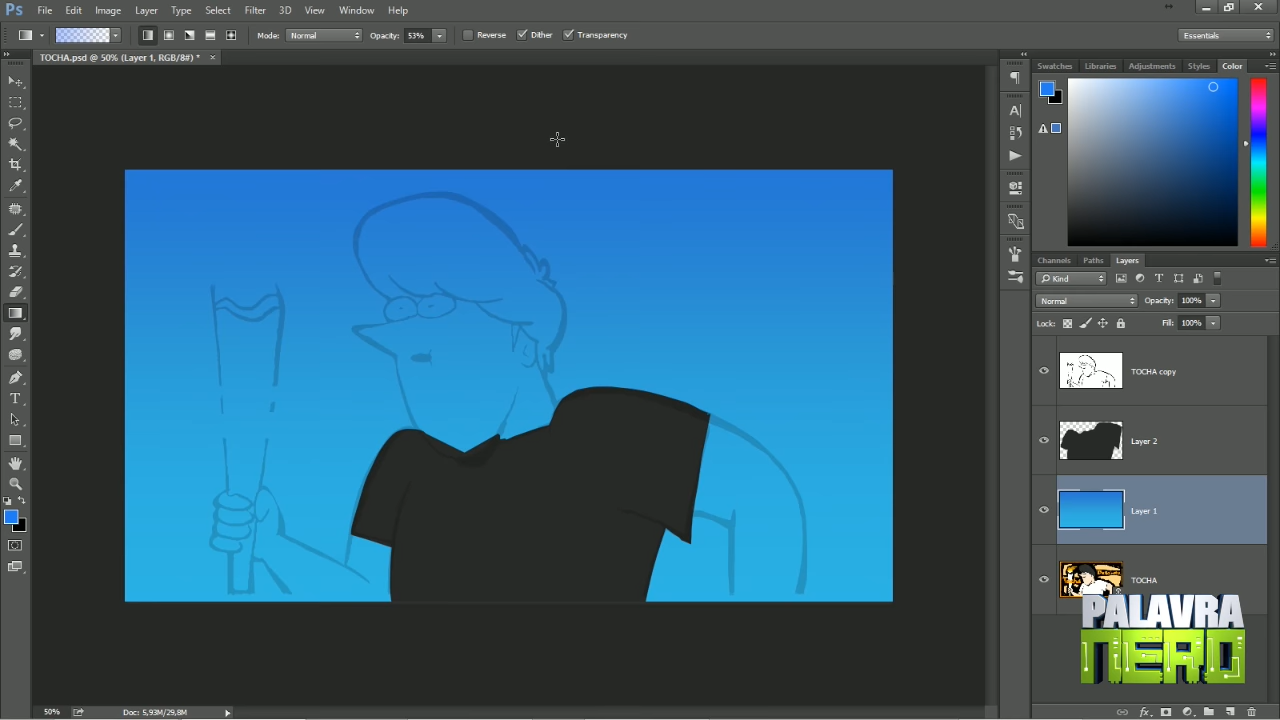 Ps File Edit Image Layer Type Select Filter 3D View Window Help
Mode: Normal Opacity: 53% Reverse Dither Transparency Essentials
TOCHA.psd @ 50% (Layer 1, RGB/8#) * ×
Swatches Libraries Adjustments Styles Color
Channels Paths Layers
Kind
Normal Opacity: 100%
Lock: Fill: 100%
TOCHA copy
Layer 2
Layer 1
TOCHA
PALAVRA
NERD
50% Doc: 5,93M/29,8M